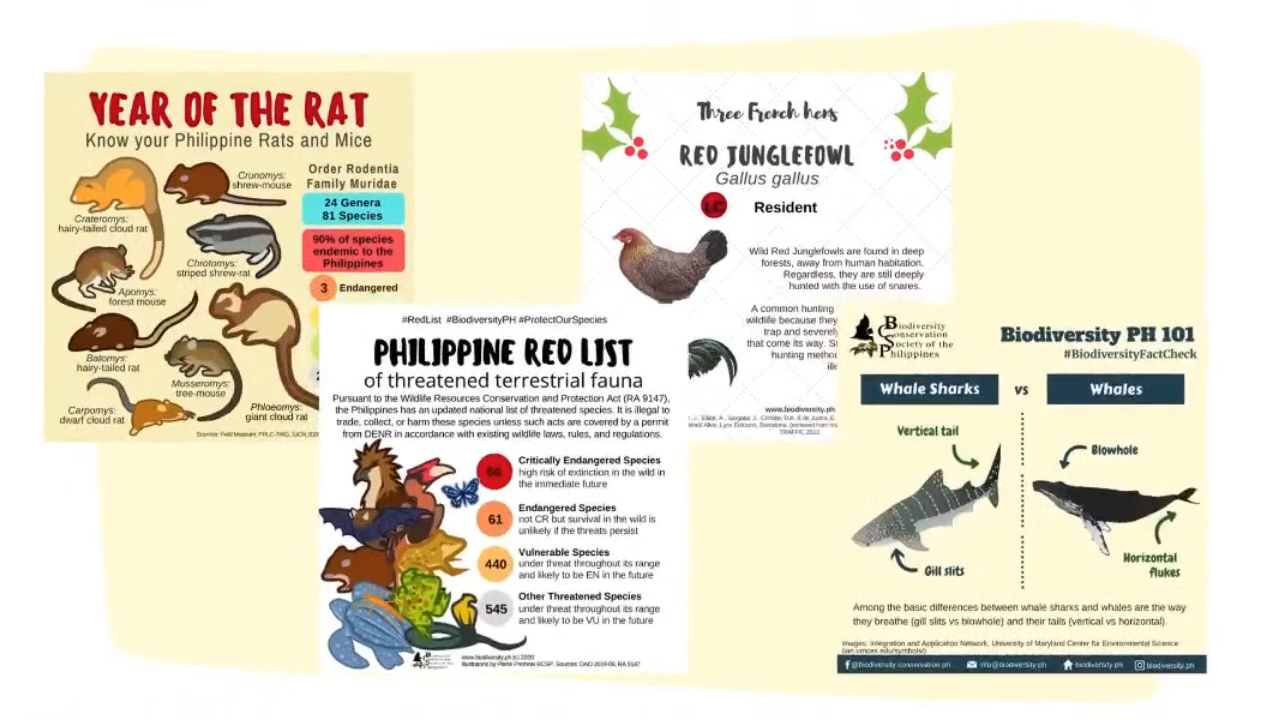 YEAR OF THE RAT
Know your Philippine Rats and Mice
Order Rodentia
Family Muridae
24 Genera
81 Species
90% of species
endemic to the
Philippines
3 Endangered
Crunomys:
shrew-mouse
Crateromys:
hairy-tailed cloud rat
Chrotomys:
striped shrew-rat
Apomys:
forest mouse
Batomys:
hairy-tailed rat
Musseromys:
tree-mouse
Carpomys:
dwarf cloud rat
Phloeomys:
giant cloud rat
Sources: Field Museum,
#RedList #BiodiversityPH #ProtectOurSpecies
PHILIPPINE RED LIST
of threatened terrestrial fauna
Pursuant to the Wildlife Resources Conservation and Protection Act (RA 9147),
the Philippines has an updated national list of threatened species. It is illegal to
trade, collect, or harm these species unless such acts are covered by a permit
from DENR in accordance with existing wildlife laws, rules, and regulations.
Critically Endangered Species
high risk of extinction in the wild in
the immediate future
61
Endangered Species
not CR but survival in the wild is
unlikely if the threats persist
440
Vulnerable Species
under threat throughout its range
and likely to be EN in the future
545
Other Threatened Species
under threat throughout its range
and likely to be VU in the future
www.biodiversity.ph (c) 2020
Three French hens
RED JUNGLEFOWL
Gallus gallus
LC
Resident
Wild Red Junglefowls are found in deep
forests, away from human habitation.
Regardless, they are still deeply
hunted with the use of snares.
A common hunting
wildlife because they
trap and severely
that come its way.
hunting
www.biodiversity.ph
Biodiversity
Conservation
Society of the
Philippines
Biodiversity PH 101
#BiodiversityFactCheck
Whale Sharks vs Whales
Vertical tail
Blowhole
Gill slits
Horizontal
flukes
Among the basic differences between whale sharks and whales are the way
they breathe (gill slits vs blowhole) and their tails (vertical vs horizontal).
Images: Integration and Application Network, University of Maryland Center for Environmental Science
(ian.umces.edu/symbols/)
@biodiversity.conservation.ph info@biodiversity.ph biodiversity.ph biodiversity.ph